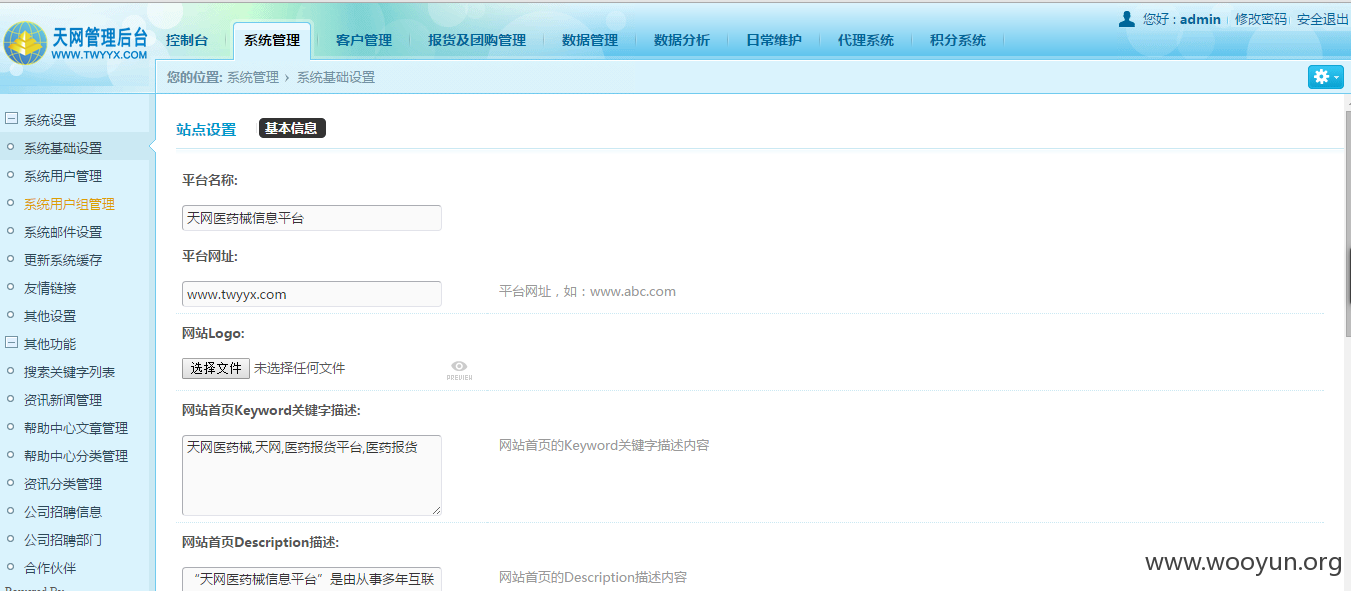 天网管理后台
WWW.TWYYX.COM
您好：admin 修改密码 安全退出
控制台 系统管理 客户管理 报货及团购管理 数据管理 数据分析 日常维护 代理系统 积分系统
您的位置: 系统管理 › 系统基础设置
系统设置
系统基础设置
系统用户管理
系统用户组管理
系统邮件设置
更新系统缓存
友情链接
其他设置
其他功能
搜索关键字列表
资讯新闻管理
帮助中心文章管理
帮助中心分类管理
资讯分类管理
公司招聘信息
公司招聘部门
合作伙伴
Powered By
站点设置 基本信息
平台名称:
天网医药械信息平台
平台网址:
www.twyyx.com 平台网址，如：www.abc.com
网站Logo:
选择文件 未选择任何文件 PREVIEW
网站首页Keyword关键字描述:
天网医药械,天网,医药报货平台,医药报货 网站首页的Keyword关键字描述内容
网站首页Description描述:
“天网医药械信息平台”是由从事多年互联 网站首页的Description描述内容
www.wooyun.org